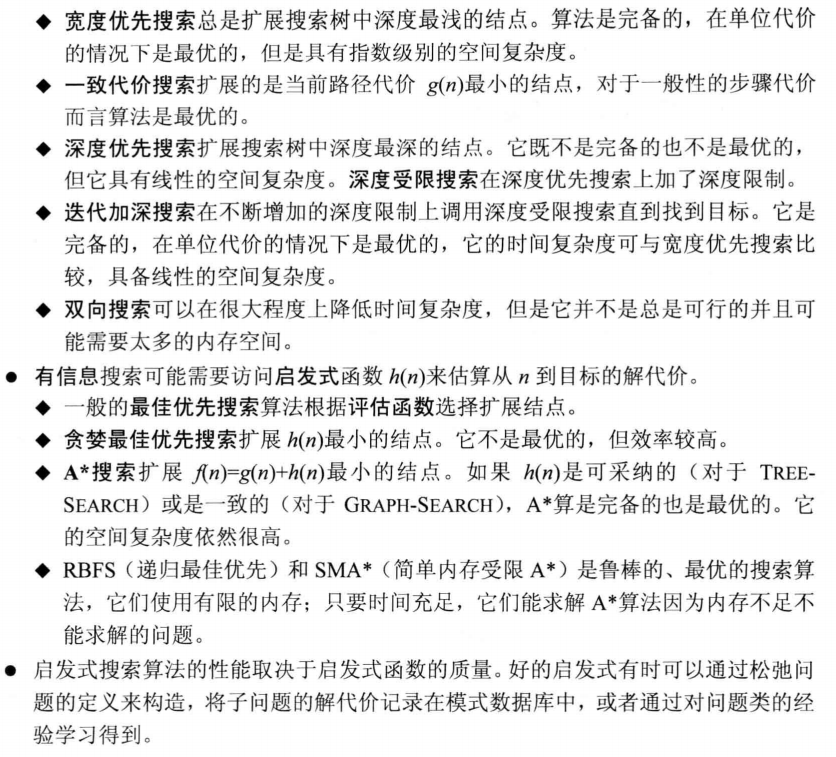 ◆ 宽度优先搜索总是扩展搜索树中深度最浅的结点。算法是完备的，在单位代价
的情况下是最优的，但是具有指数级别的空间复杂度。
◆ 一致代价搜索扩展的是当前路径代价 g(n)最小的结点，对于一般性的步骤代价
而言算法是最优的。
◆ 深度优先搜索扩展搜索树中深度最深的结点。它既不是完备的也不是最优的，
但它具有线性的空间复杂度。深度受限搜索在深度优先搜索上加了深度限制。
◆ 迭代加深搜索在不断增加的深度限制上调用深度受限搜索直到找到目标。它是
完备的，在单位代价的情况下是最优的，它的时间复杂度可与宽度优先搜索比
较，具备线性的空间复杂度。
◆ 双向搜索可以在很大程度上降低时间复杂度，但是它并不是总是可行的并且可
能需要太多的内存空间。
● 有信息搜索可能需要访问启发式函数 h(n)来估算从 n 到目标的解代价。
◆ 一般的最佳优先搜索算法根据评估函数选择扩展结点。
◆ 贪婪最佳优先搜索扩展 h(n)最小的结点。它不是最优的，但效率较高。
◆ A*搜索扩展 f(n)=g(n)+h(n)最小的结点。如果 h(n)是可采纳的（对于 TREE-
SEARCH）或是一致的（对于 GRAPH-SEARCH），A*算是完备的也是最优的。它
的空间复杂度依然很高。
◆ RBFS（递归最佳优先）和 SMA*（简单内存受限 A*）是鲁棒的、最优的搜索算
法，它们使用有限的内存；只要时间充足，它们能求解 A*算法因为内存不足不
能求解的问题。
● 启发式搜索算法的性能取决于启发式函数的质量。好的启发式有时可以通过松弛问
题的定义来构造，将子问题的解代价记录在模式数据库中，或者通过对问题类的经
验学习得到。